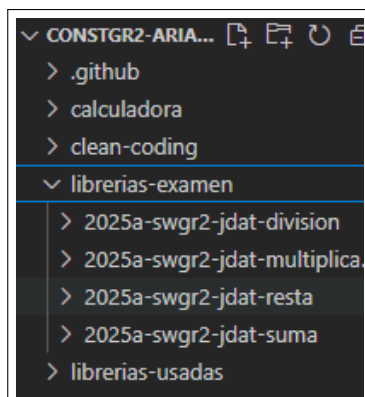 CONSTGR2-ARIA...
.github
calculadora
clean-coding
librerias-examen
2025a-swgr2-jdat-division
2025a-swgr2-jdat-multiplica.
2025a-swgr2-jdat-resta
2025a-swgr2-jdat-suma
librerias-usadas